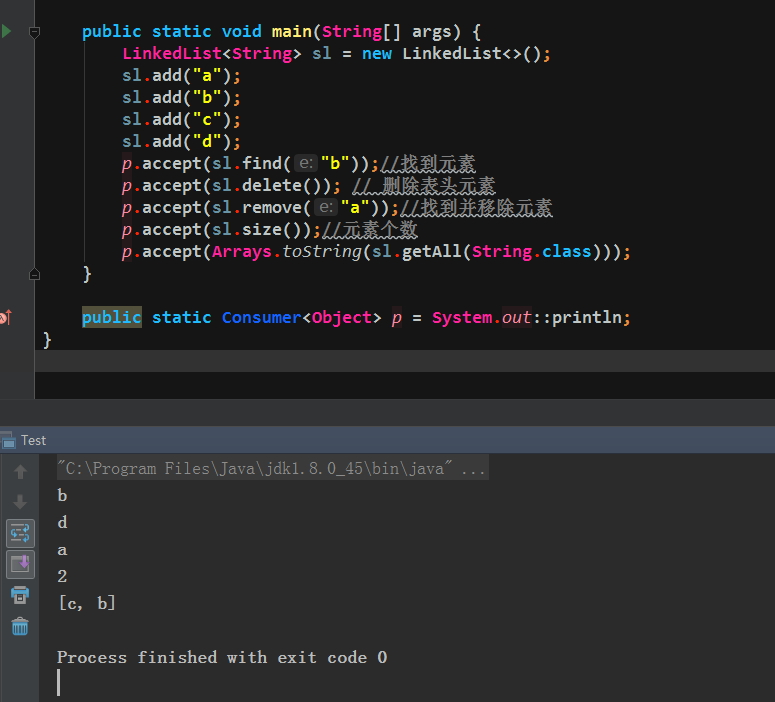 public static void main(String[] args) {
LinkedList<String> sl = new LinkedList<>();
sl.add("a");
sl.add("b");
sl.add("c");
sl.add("d");
p.accept(sl.find( e: "b"));//找到元素
p.accept(sl.delete()); // 删除表头元素
p.accept(sl.remove( e: "a"));//找到并移除元素
p.accept(sl.size());//元素个数
p.accept(Arrays.toString(sl.getAll(String.class)));
}
public static Consumer<Object> p = System.out::println;
}
Test
"C:\Program Files\Java\jdk1.8.0_45\bin\java" ...
b
d
a
2
[c, b]
Process finished with exit code 0